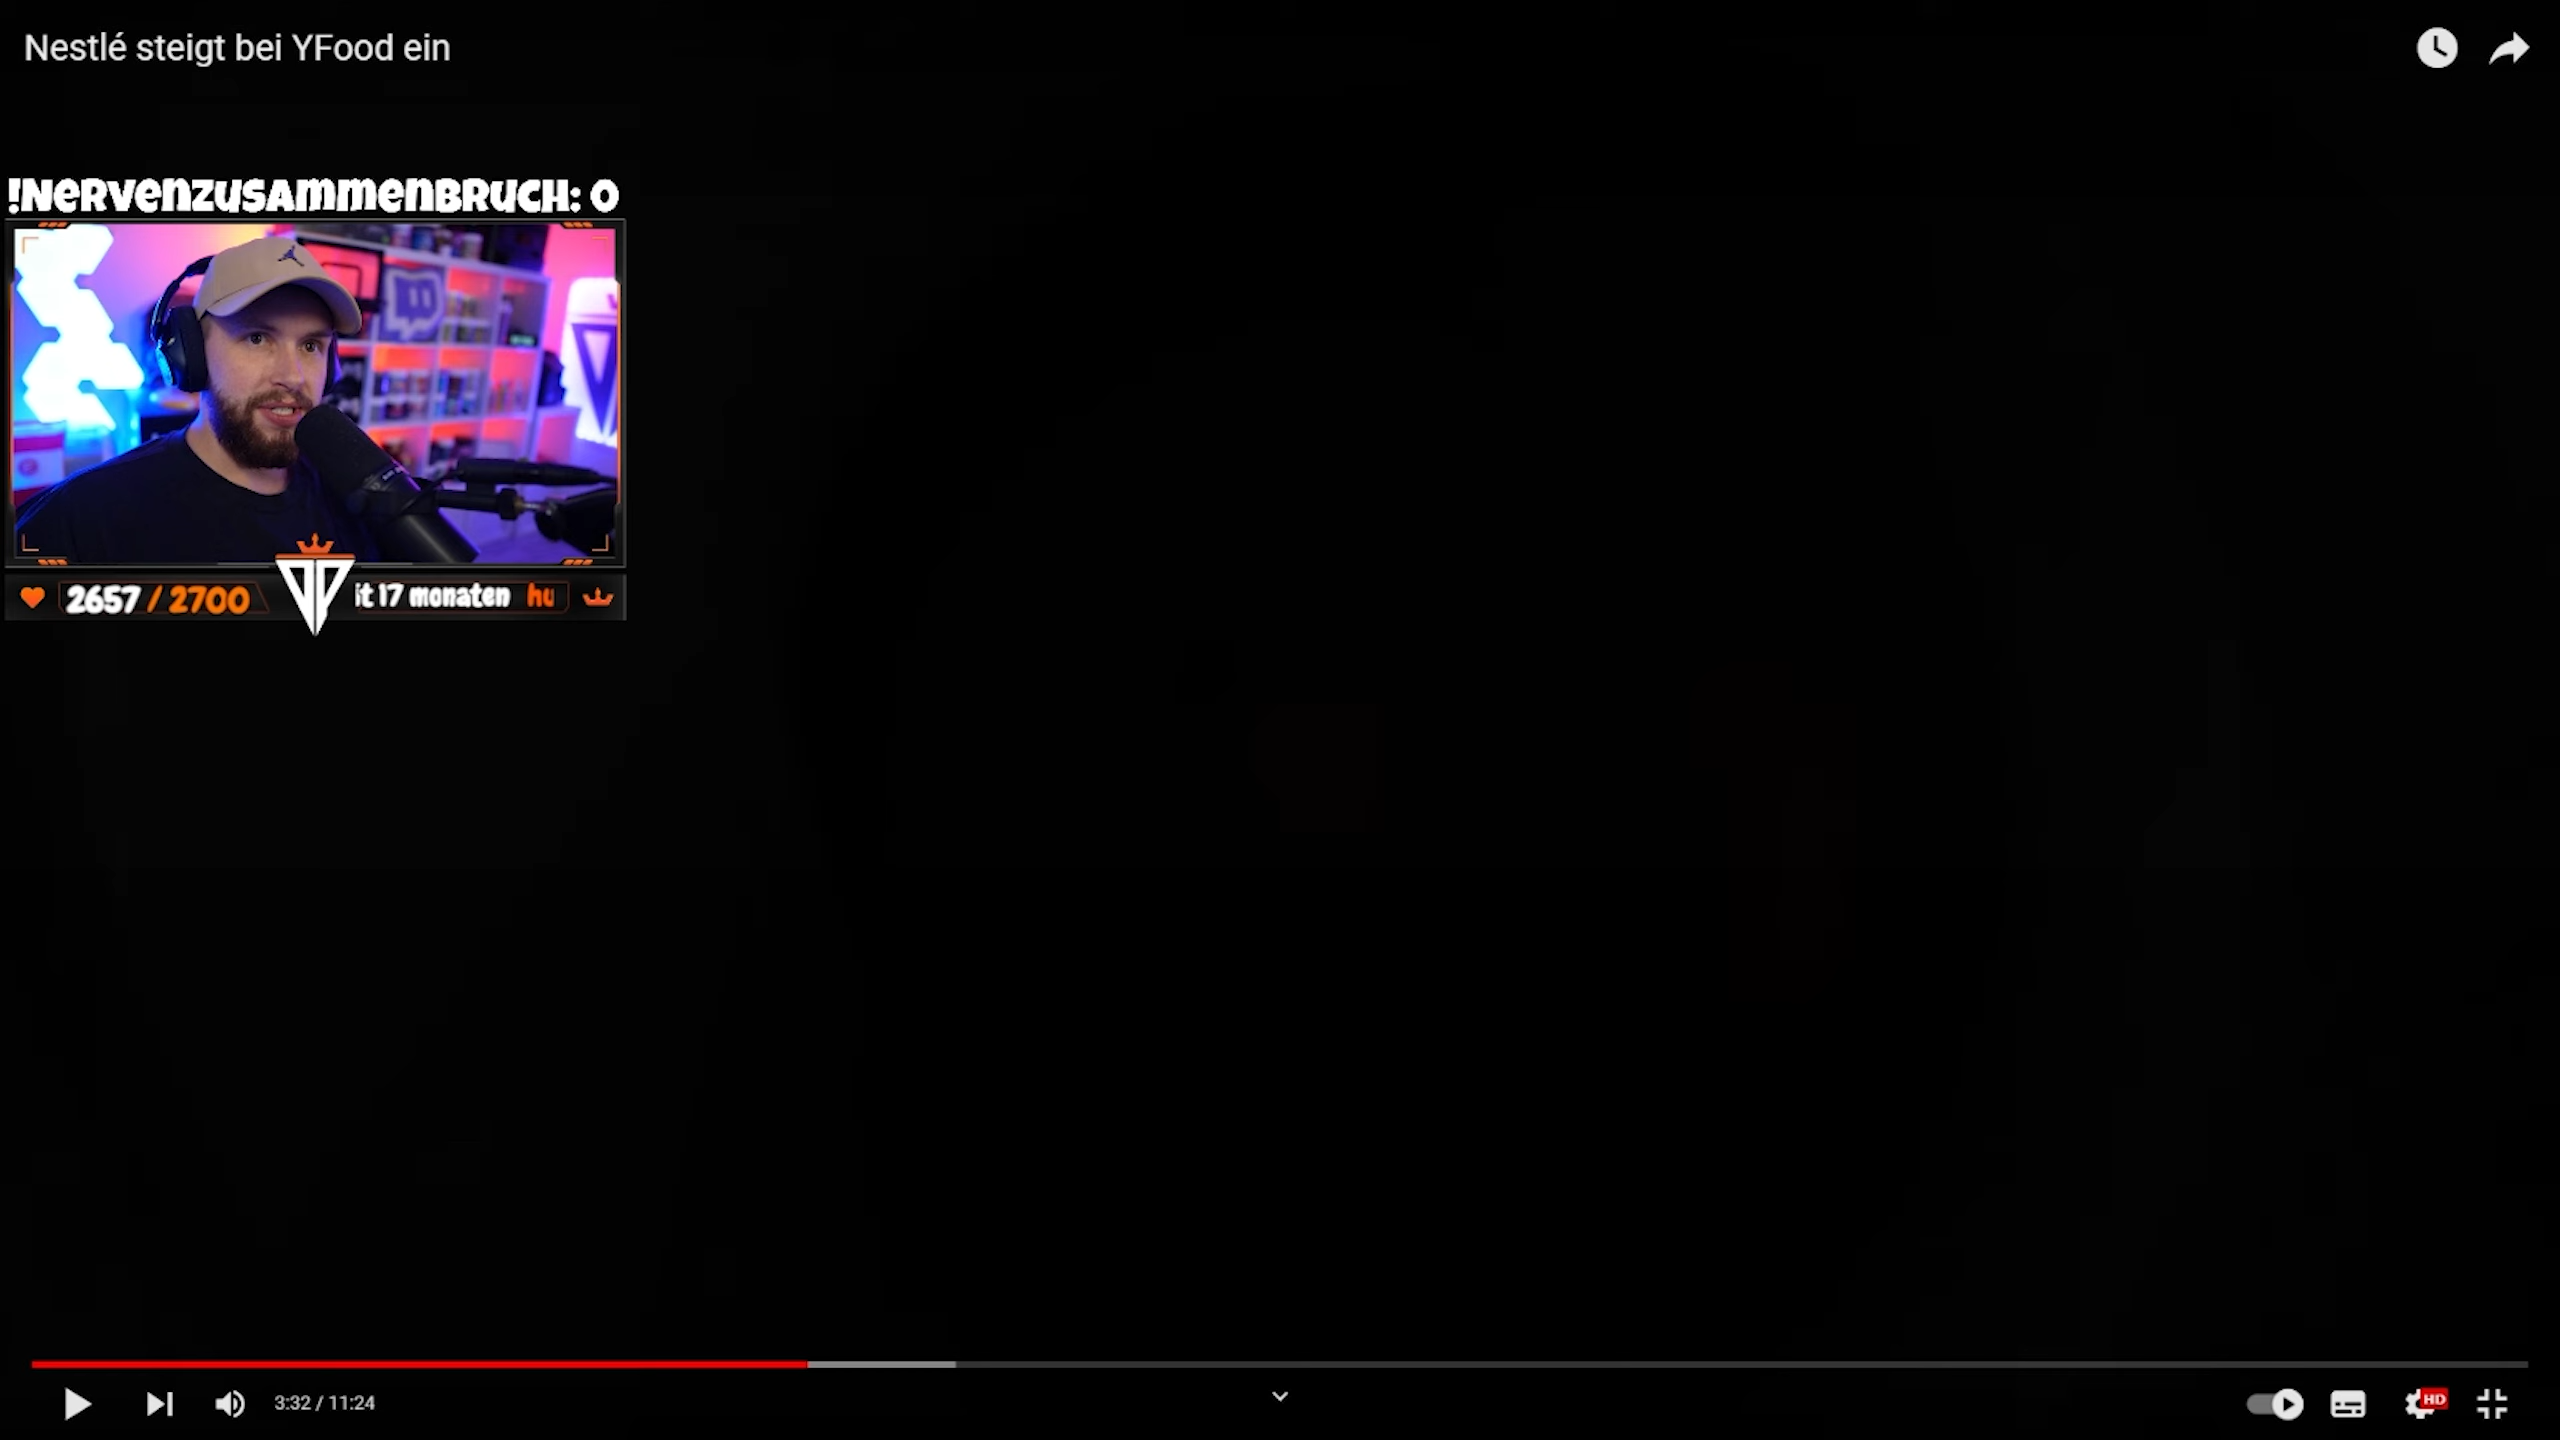 Nestlé steigt bei YFood ein
!NERVENZUSAMMENBRUCH: 0
2657 / 2700
it 17 monaten hu
3:32 / 11:24
HD